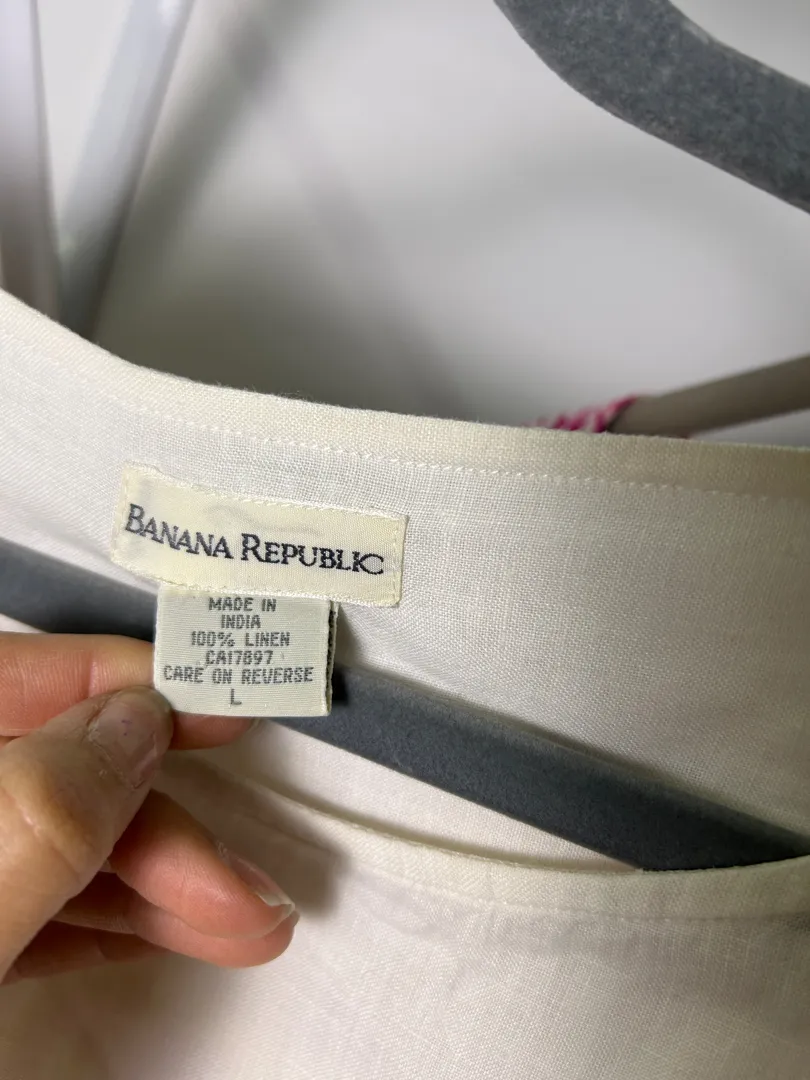 BANANA REPUBLIC
MADE IN
INDIA
100% LINEN
CA17897
CARE ON REVERSE
L